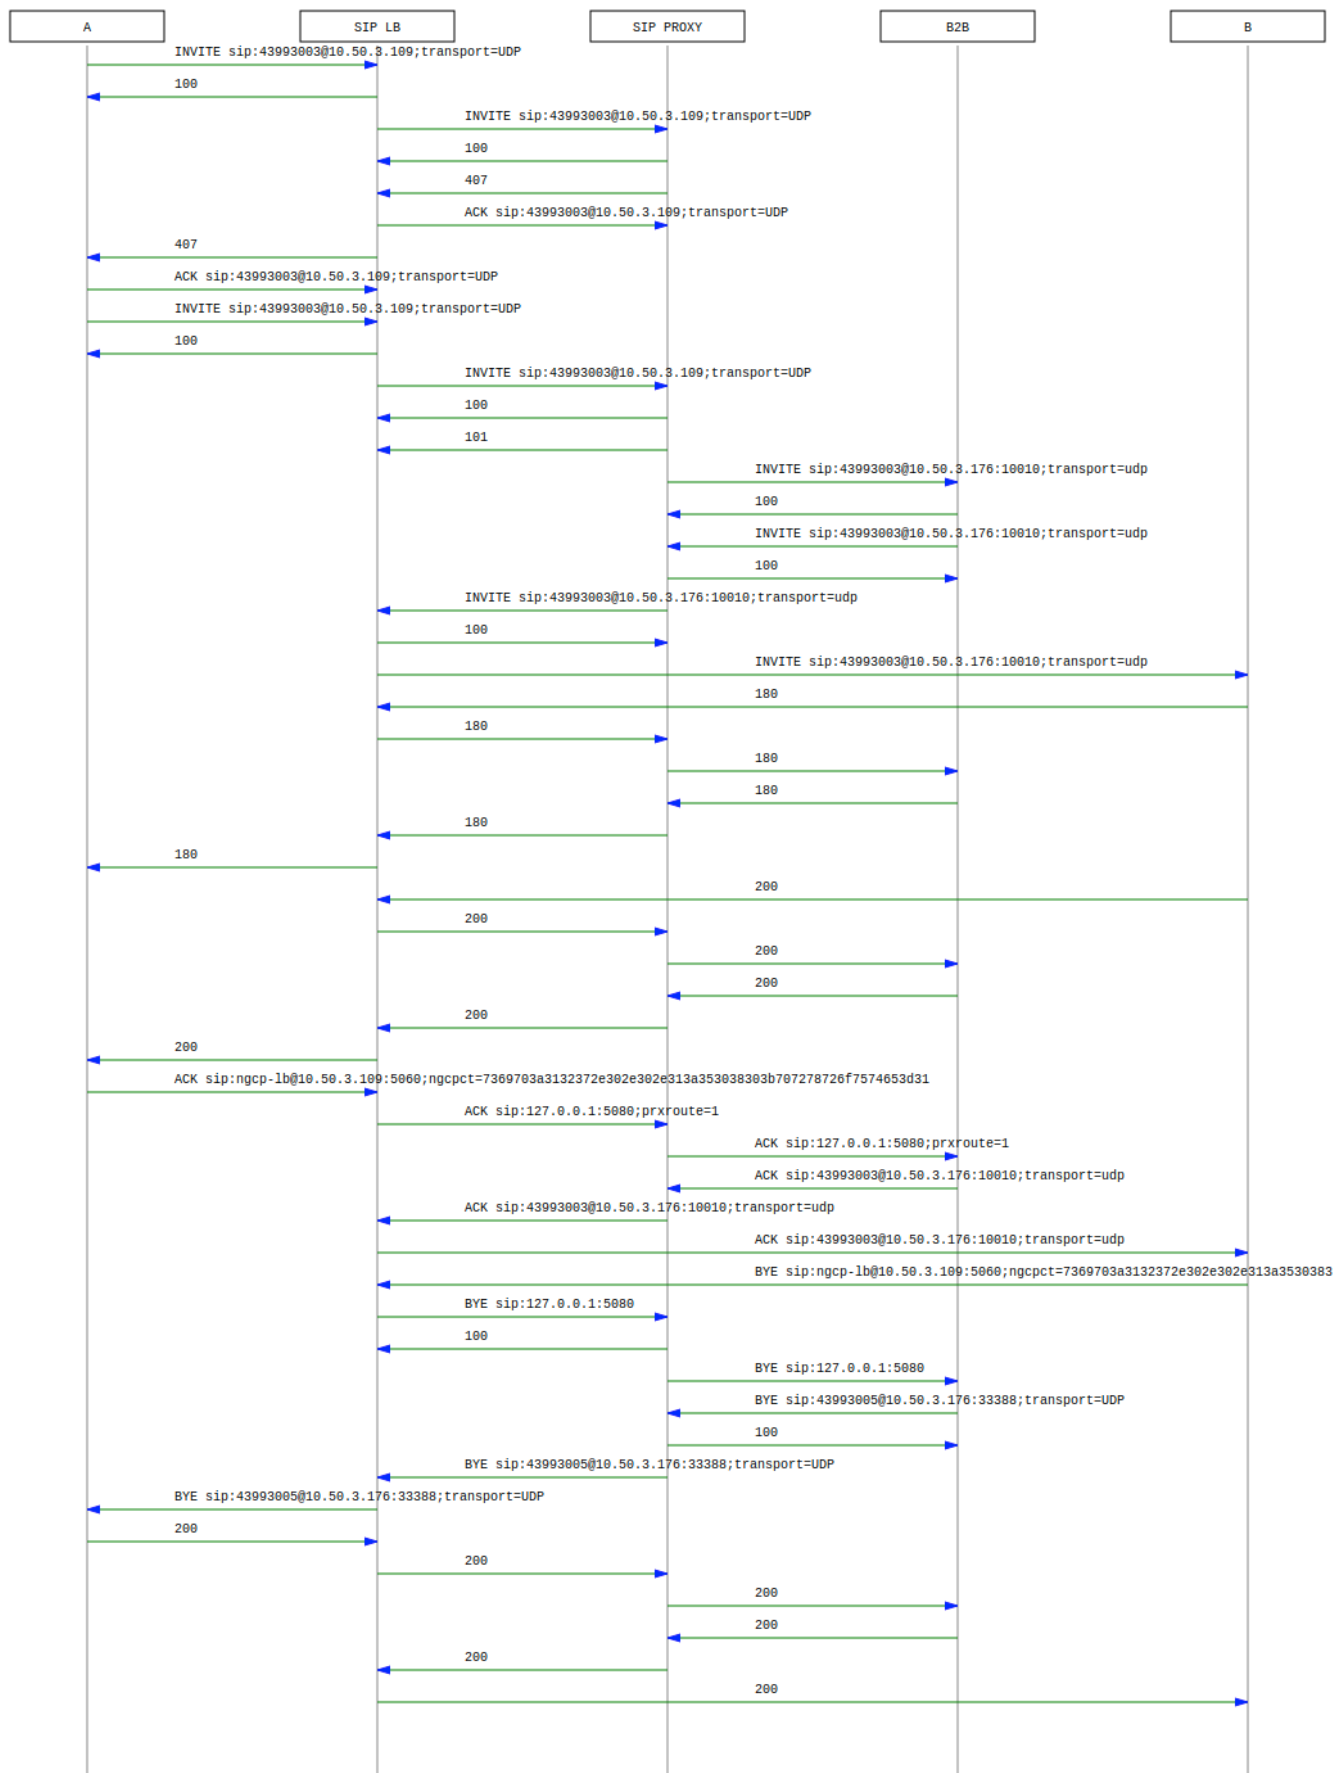 A
SIP LB
SIP PROXY
B2B
B
INVITE sip:43993003@10.50.3.109;transport=UDP
100
INVITE sip:43993003@10.50.3.109;transport=UDP
100
407
ACK sip:43993003@10.50.3.109;transport=UDP
407
ACK sip:43993003@10.50.3.109;transport=UDP
INVITE sip:43993003@10.50.3.109;transport=UDP
100
INVITE sip:43993003@10.50.3.109;transport=UDP
100
101
INVITE sip:43993003@10.50.3.176:10010;transport=udp
100
INVITE sip:43993003@10.50.3.176:10010;transport=udp
100
INVITE sip:43993003@10.50.3.176:10010;transport=udp
100
INVITE sip:43993003@10.50.3.176:10010;transport=udp
180
180
180
180
180
180
200
200
200
200
200
200
ACK sip:ngcp-lb@10.50.3.109:5060;ngcpct=7369703a3132372e302e302e313a353038303b707278726f7574653d31
ACK sip:127.0.0.1:5080;prxroute=1
ACK sip:127.0.0.1:5080;prxroute=1
ACK sip:43993003@10.50.3.176:10010;transport=udp
ACK sip:43993003@10.50.3.176:10010;transport=udp
ACK sip:43993003@10.50.3.176:10010;transport=udp
BYE sip:ngcp-lb@10.50.3.109:5060;ngcpct=7369703a3132372e302e302e313a3530383
BYE sip:127.0.0.1:5080
100
BYE sip:127.0.0.1:5080
BYE sip:43993005@10.50.3.176:33388;transport=UDP
100
BYE sip:43993005@10.50.3.176:33388;transport=UDP
BYE sip:43993005@10.50.3.176:33388;transport=UDP
200
200
200
200
200
200